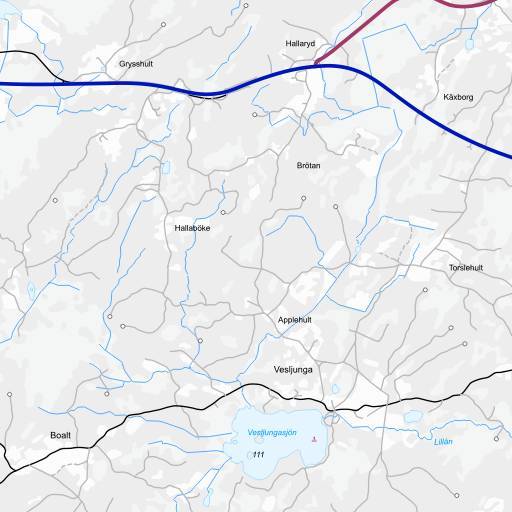 Hallaryd
Grysshult
Käxborg
Brötan
Hallaböke
Torslehult
Applehult
Vesljunga
Vesljungasjön
Boalt
Lillån
111